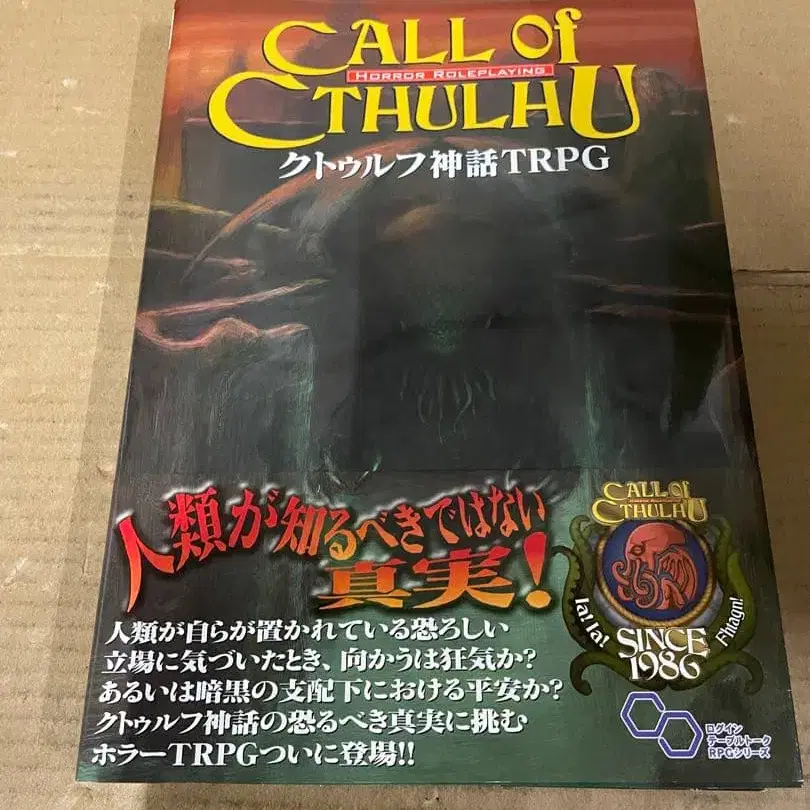 CALL of
HORROR ROLEPLAYING
CTHULHU
クトゥルフ神話TRPG
人類が知るべきではない
真実!
人類が自らが置かれている恐ろしい
立場に気づいたとき、向かうは狂気か?
あるいは暗黒の支配下における平安か?
クトゥルフ神話の恐るべき真実に挑む
ホラーTRPGついに登場!!
CALL of
HORROR ROLEPLAYING
CTHULHU
Ia! Ia!
Fhtagn!
SINCE
1986
ログイン
テーブルトーク
RPGシリーズ